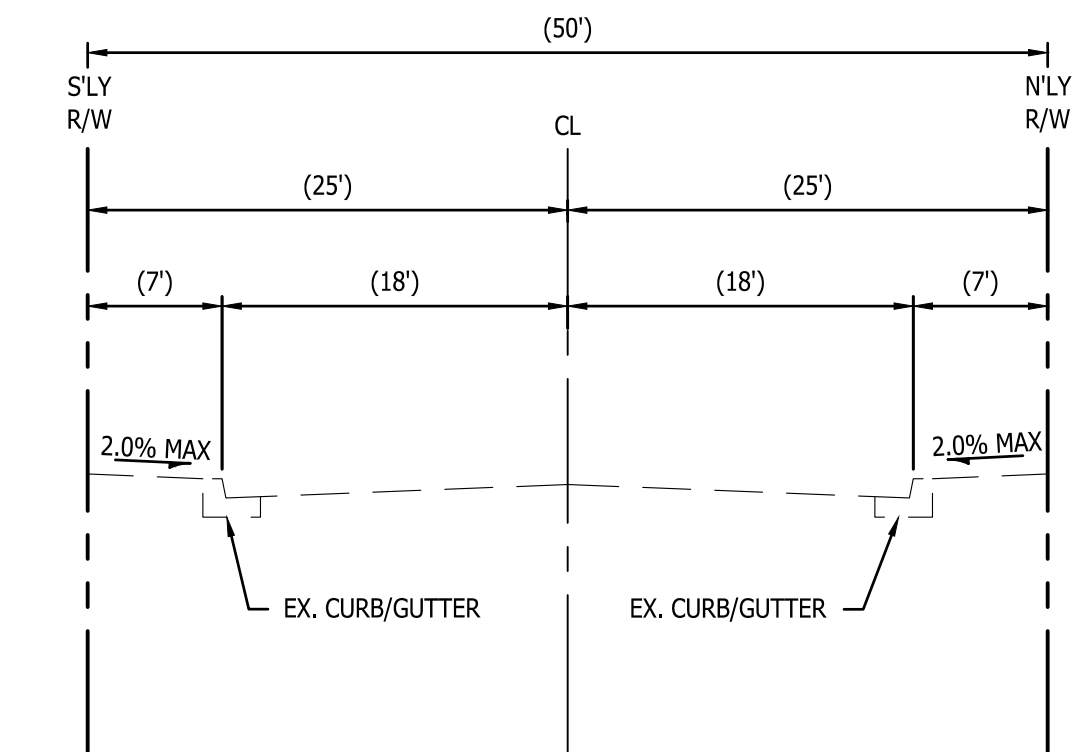 (50')
S'LY
R/W
N'LY
R/W
CL
(25')
(25')
(7')
(18')
(18')
(7')
2.0% MAX
2.0% MAX
EX. CURB/GUTTER
EX. CURB/GUTTER